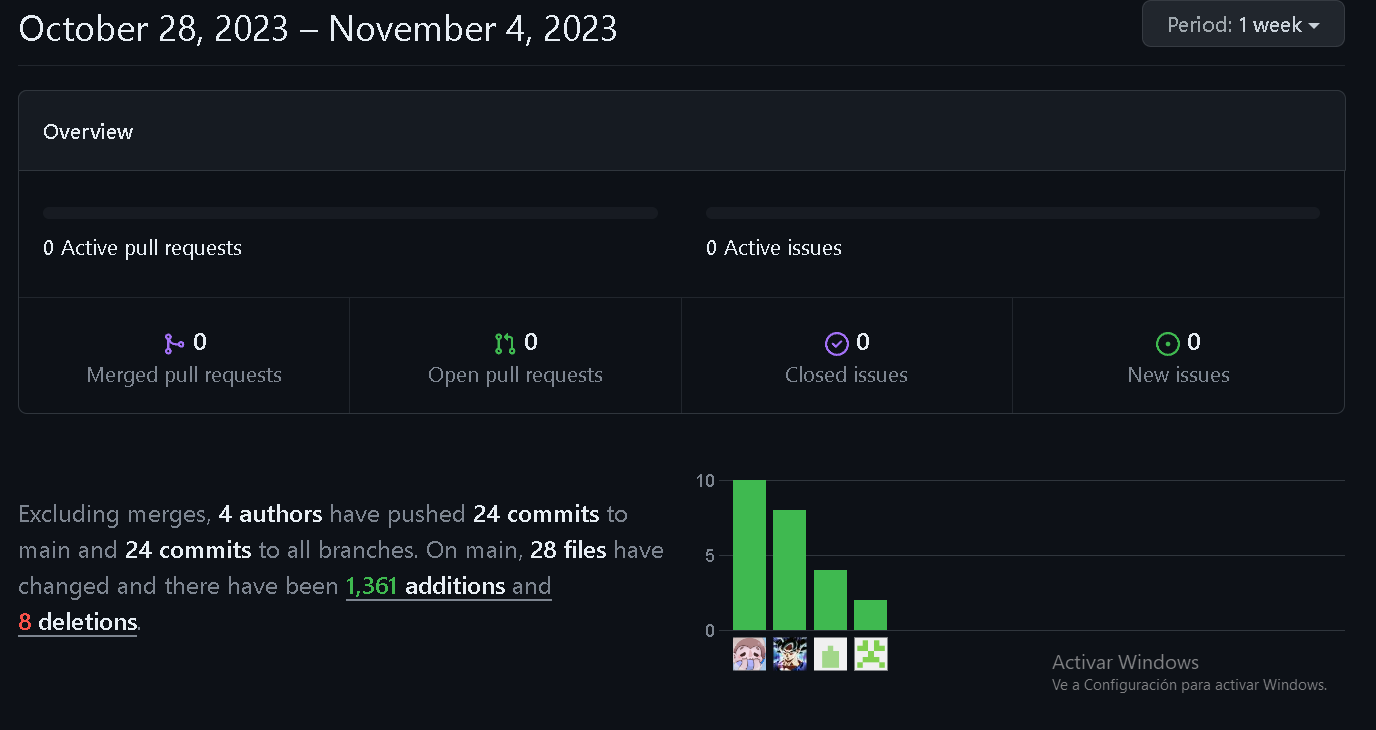 October 28, 2023 – November 4, 2023
Period: 1 week
Overview
0 Active pull requests
0 Active issues
0
Merged pull requests
0
Open pull requests
0
Closed issues
0
New issues
Excluding merges, 4 authors have pushed 24 commits to
main and 24 commits to all branches. On main, 28 files have
changed and there have been 1,361 additions and
8 deletions.
10
5
0
Activar Windows
Ve a Configuración para activar Windows.